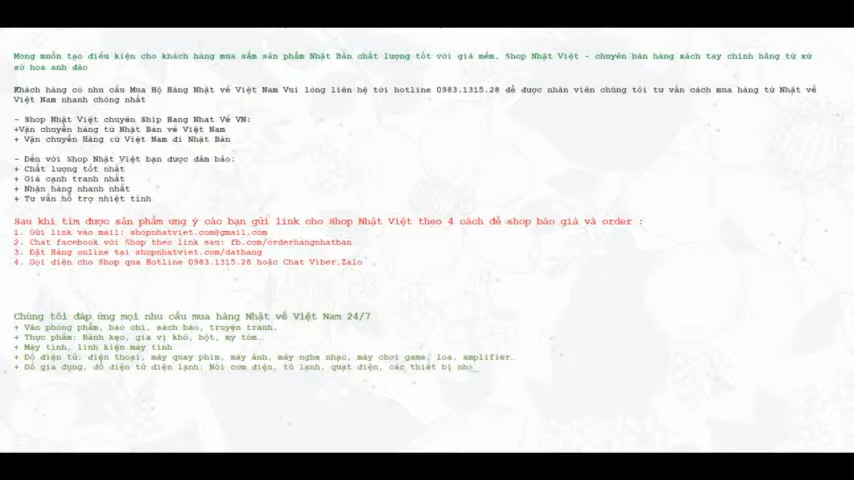 Mong muốn tạo điều kiện cho khách hàng mua sắm sản phẩm Nhật Bản chất lượng tốt với giá mềm, Shop Nhật Việt - chuyên bán hàng xách tay chính hãng từ xứ
sở hoa anh đào
Khách hàng có nhu cầu Mua Hộ Hàng Nhật về Việt Nam Vui lòng liên hệ tới hotline 0983.1315.28 để được nhân viên chúng tôi tư vấn cách mua hàng từ Nhật về
Việt Nam nhanh chóng nhất
- Shop Nhật Việt chuyên Ship Hang Nhat Về VN:
+Vận chuyển hàng từ Nhật Bản về Việt Nam
+ Vận chuyển Hàng từ Việt Nam đi Nhật Bản
- Đến với Shop Nhật Việt bạn được đảm bảo:
+ Chất lượng tốt nhất
+ Giá cạnh tranh nhất
+ Nhận hàng nhanh nhất
+ Tư vấn hỗ trợ nhiệt tình
Sau khi tìm được sản phẩm ưng ý các bạn gửi link cho Shop Nhật Việt theo 4 cách để shop báo giá và order :
1. Gửi link vào mail: shopnhatviet.com@gmail.com
2. Chat facebook với Shop theo link sau: fb.com/orderhangnhatban
3. Đặt Hàng online tại shopnhatviet.com/dathang
4. Gọi điện cho Shop qua Hotline 0983.1315.28 hoặc Chat Viber,Zalo
Chúng tôi đáp ứng mọi nhu cầu mua hàng Nhật về Việt Nam 24/7
+ Văn phòng phẩm, báo chí, sách báo, truyện tranh.
+ Thực phẩm: Bánh kẹo, gia vị khô, bột, mỳ tôm…
+ Máy tính, linh kiện máy tính
+ Đồ điện tử: điện thoại, máy quay phim, máy ảnh, máy nghe nhạc, máy chơi game, loa, amplifier…
+ Đồ gia dụng, đồ điện tử điện lạnh: Nồi cơm điện, tủ lạnh, quạt điện, các thiết bị nhà_